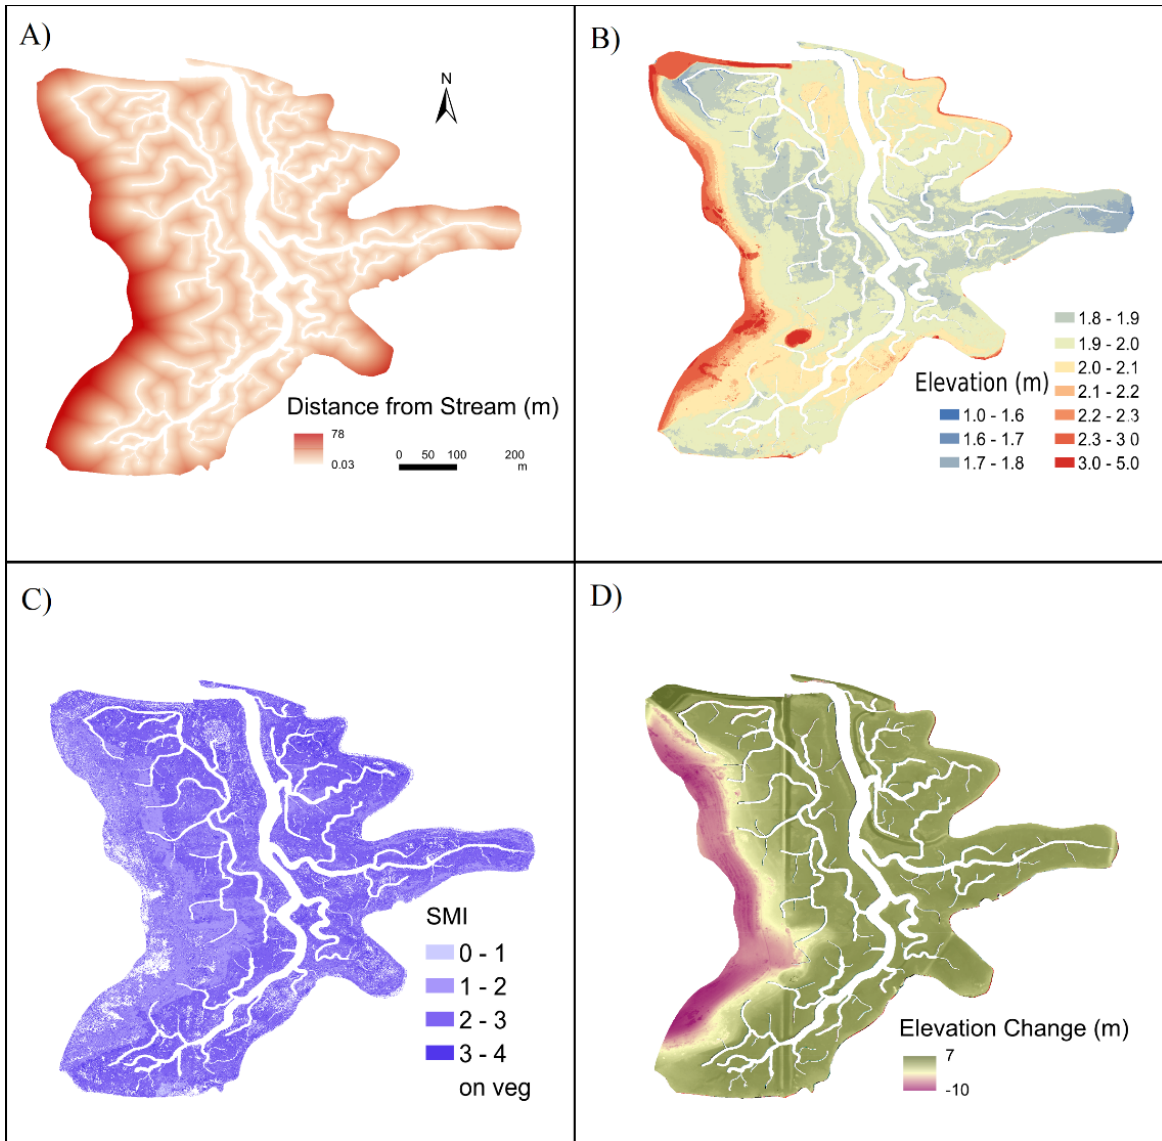 A)
N
Distance from Stream (m)
78
0.03
0 50 100 200
m
B)
Elevation (m)
1.0 - 1.6
1.6 - 1.7
1.7 - 1.8
1.8 - 1.9
1.9 - 2.0
2.0 - 2.1
2.1 - 2.2
2.2 - 2.3
2.3 - 3.0
3.0 - 5.0
C)
SMI
0 - 1
1 - 2
2 - 3
3 - 4
on veg
D)
Elevation Change (m)
7
-10